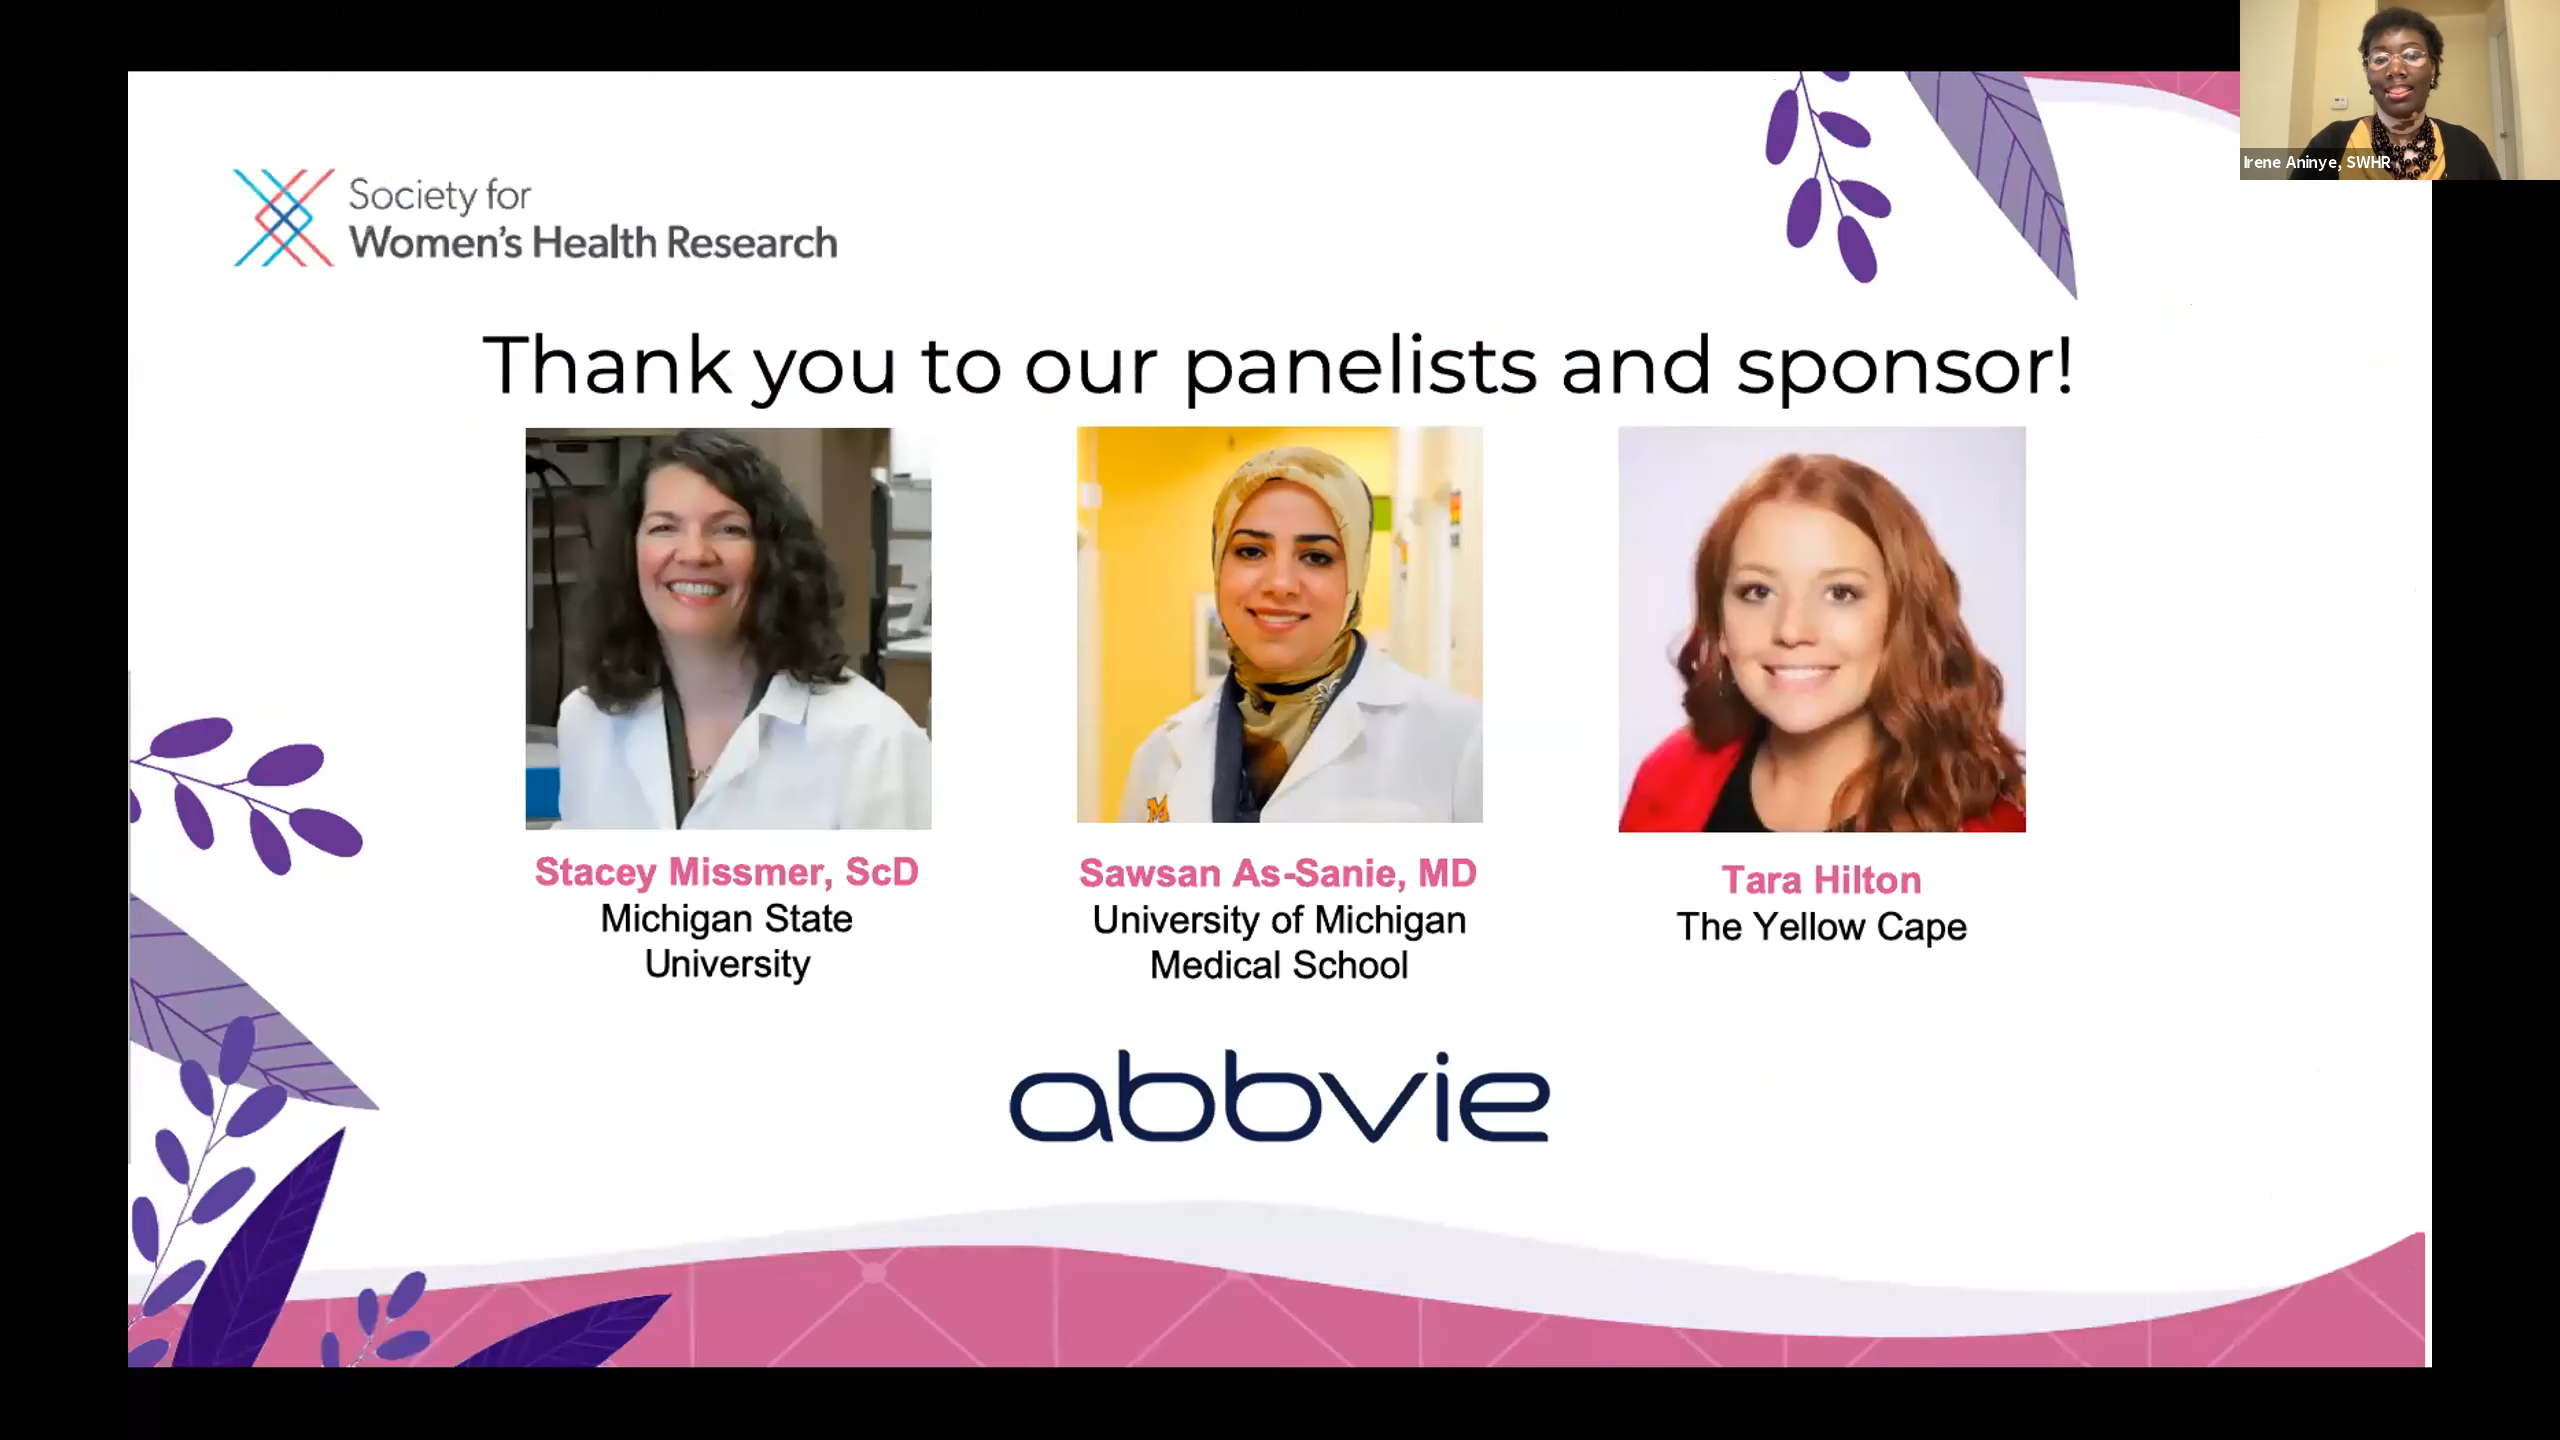 Irene Aninye, SWHR
Society for
Women's Health Research
Thank you to our panelists and sponsor!
Stacey Missmer, ScD
Michigan State
University
Sawsan As-Sanie, MD
University of Michigan
Medical School
Tara Hilton
The Yellow Cape
M
abbvie